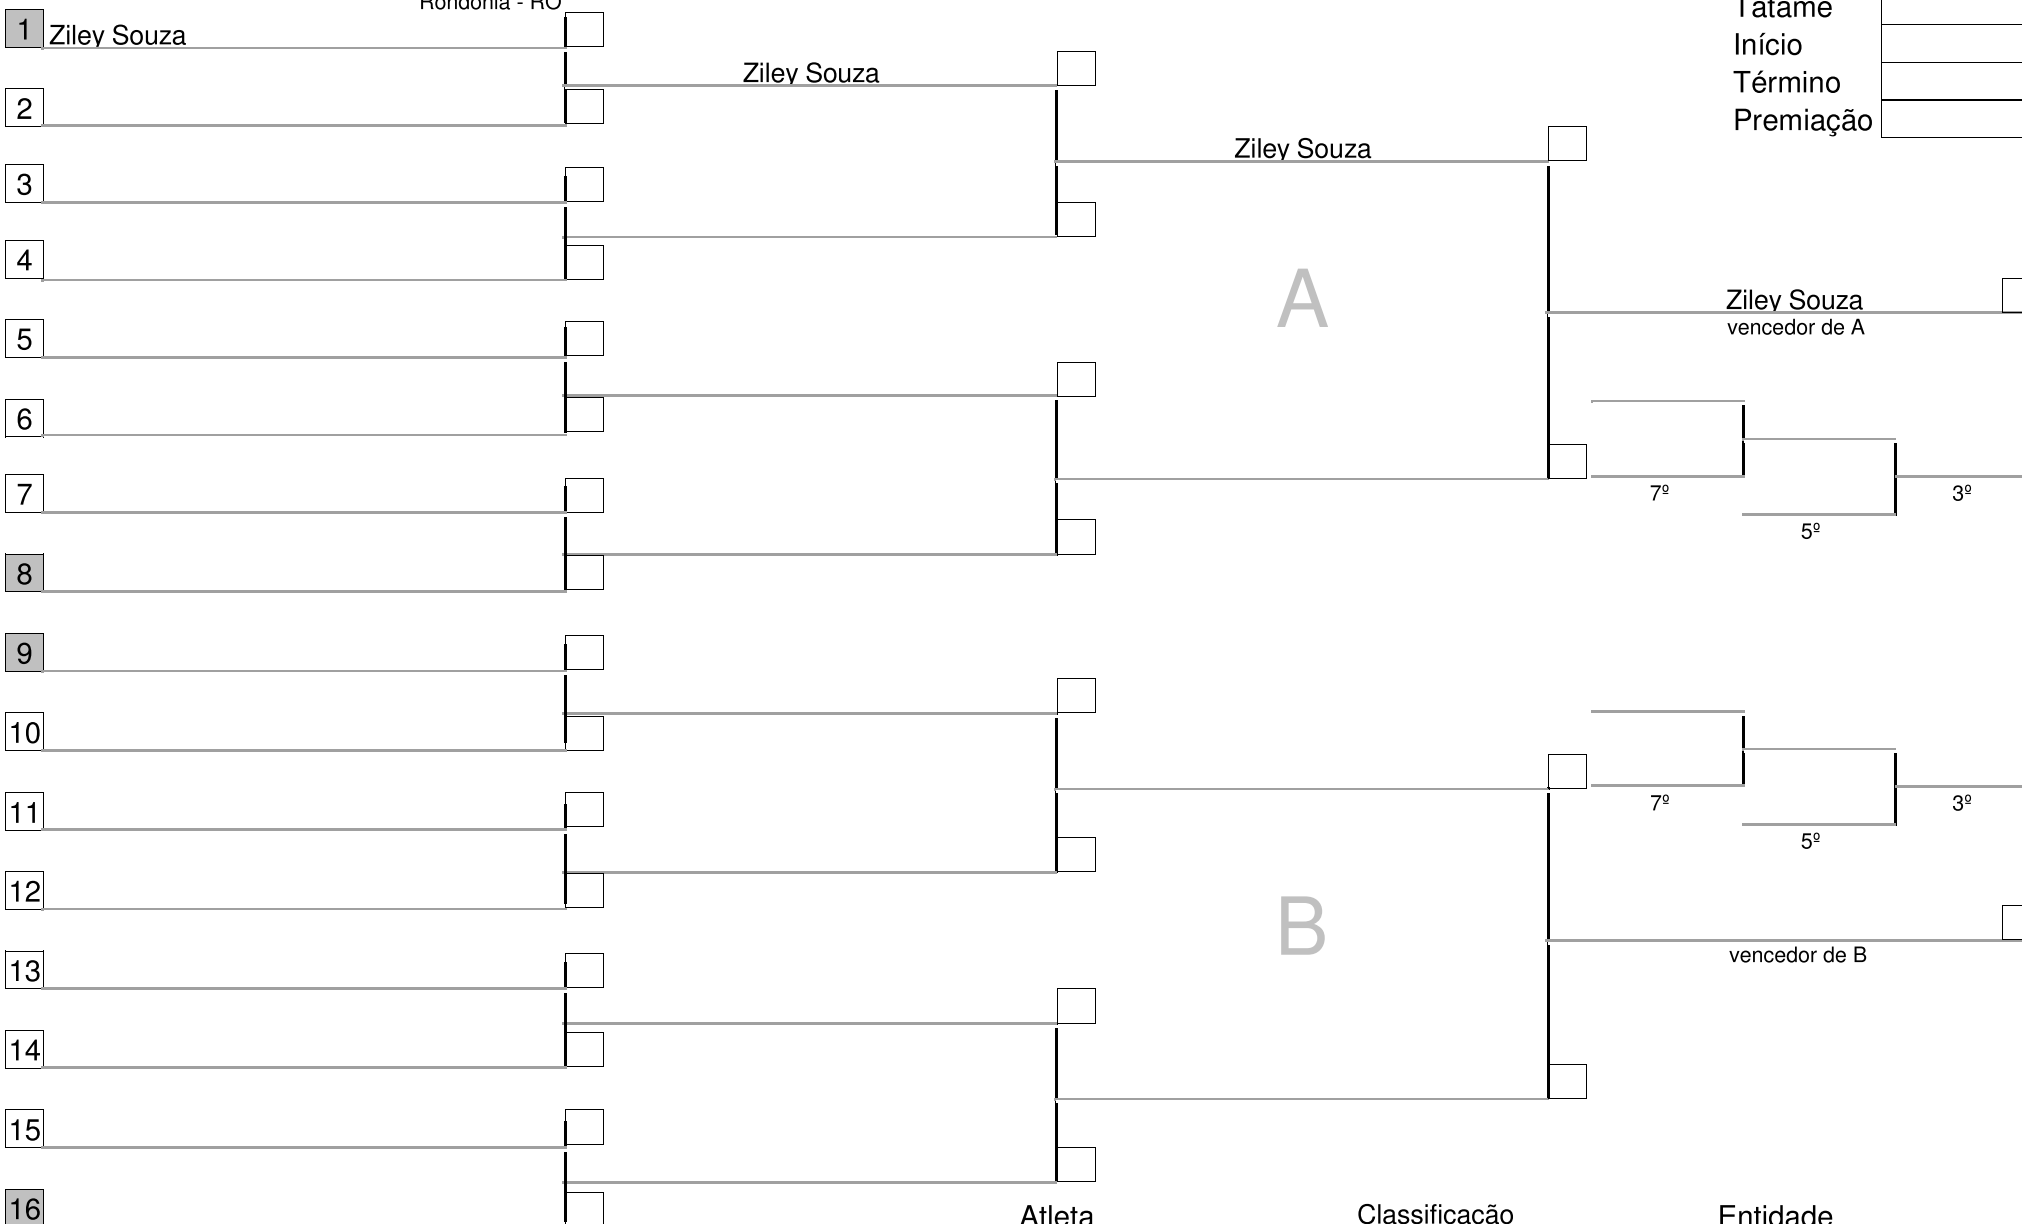 Rondônia - RO
1 Ziley Souza
Tatame
Início
Ziley Souza
Término
2
Premiação
Ziley Souza
3
4
A
Ziley Souza
vencedor de A
5
6
7
7º
3º
5º
8
9
10
11
7º
3º
5º
12
B
vencedor de B
13
14
15
16
Atleta
Classificação
Entidade